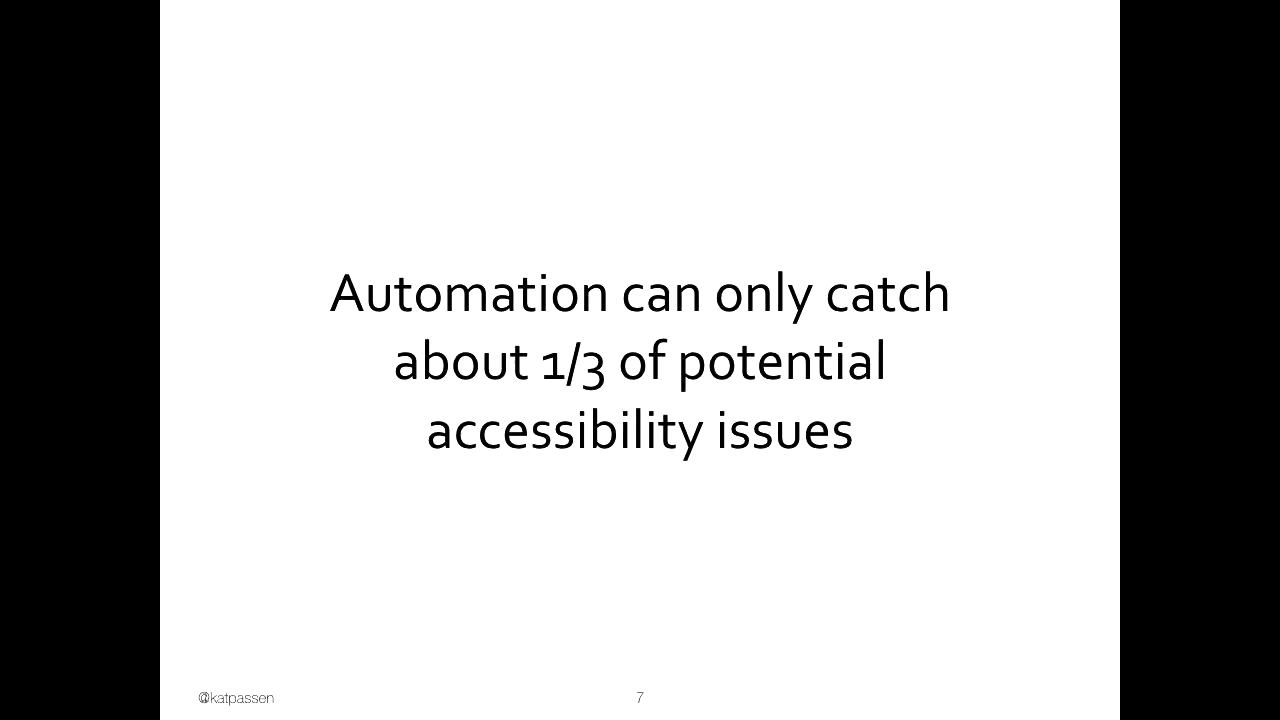 Automation can only catch
about 1/3 of potential
accessibility issues
@katpassen
7